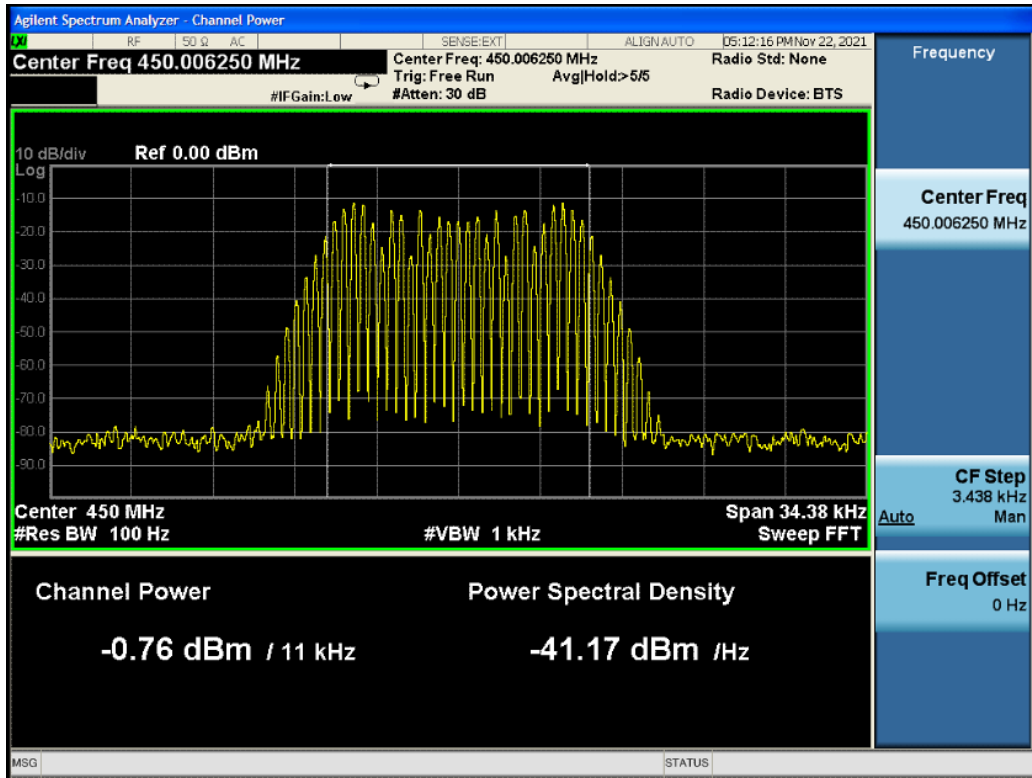 Agilent Spectrum Analyzer - Channel Power
LXI RF 50 Ω AC SENSE:EXT ALIGNAUTO 05:12:16 PM Nov 22, 2021
Center Freq 450.006250 MHz
Center Freq: 450.006250 MHz Radio Std: None
Trig: Free Run Avg|Hold:>5/5
#IFGain:Low #Atten: 30 dB Radio Device: BTS
10 dB/div Ref 0.00 dBm
Log
-10.0
-20.0
-30.0
-40.0
-50.0
-60.0
-70.0
-80.0
-90.0
Center 450 MHz Span 34.38 kHz
#Res BW 100 Hz #VBW 1 kHz Sweep FFT
Channel Power Power Spectral Density
-0.76 dBm / 11 kHz -41.17 dBm /Hz
MSG STATUS
Frequency
Center Freq
450.006250 MHz
CF Step
3.438 kHz
Auto Man
Freq Offset
0 Hz